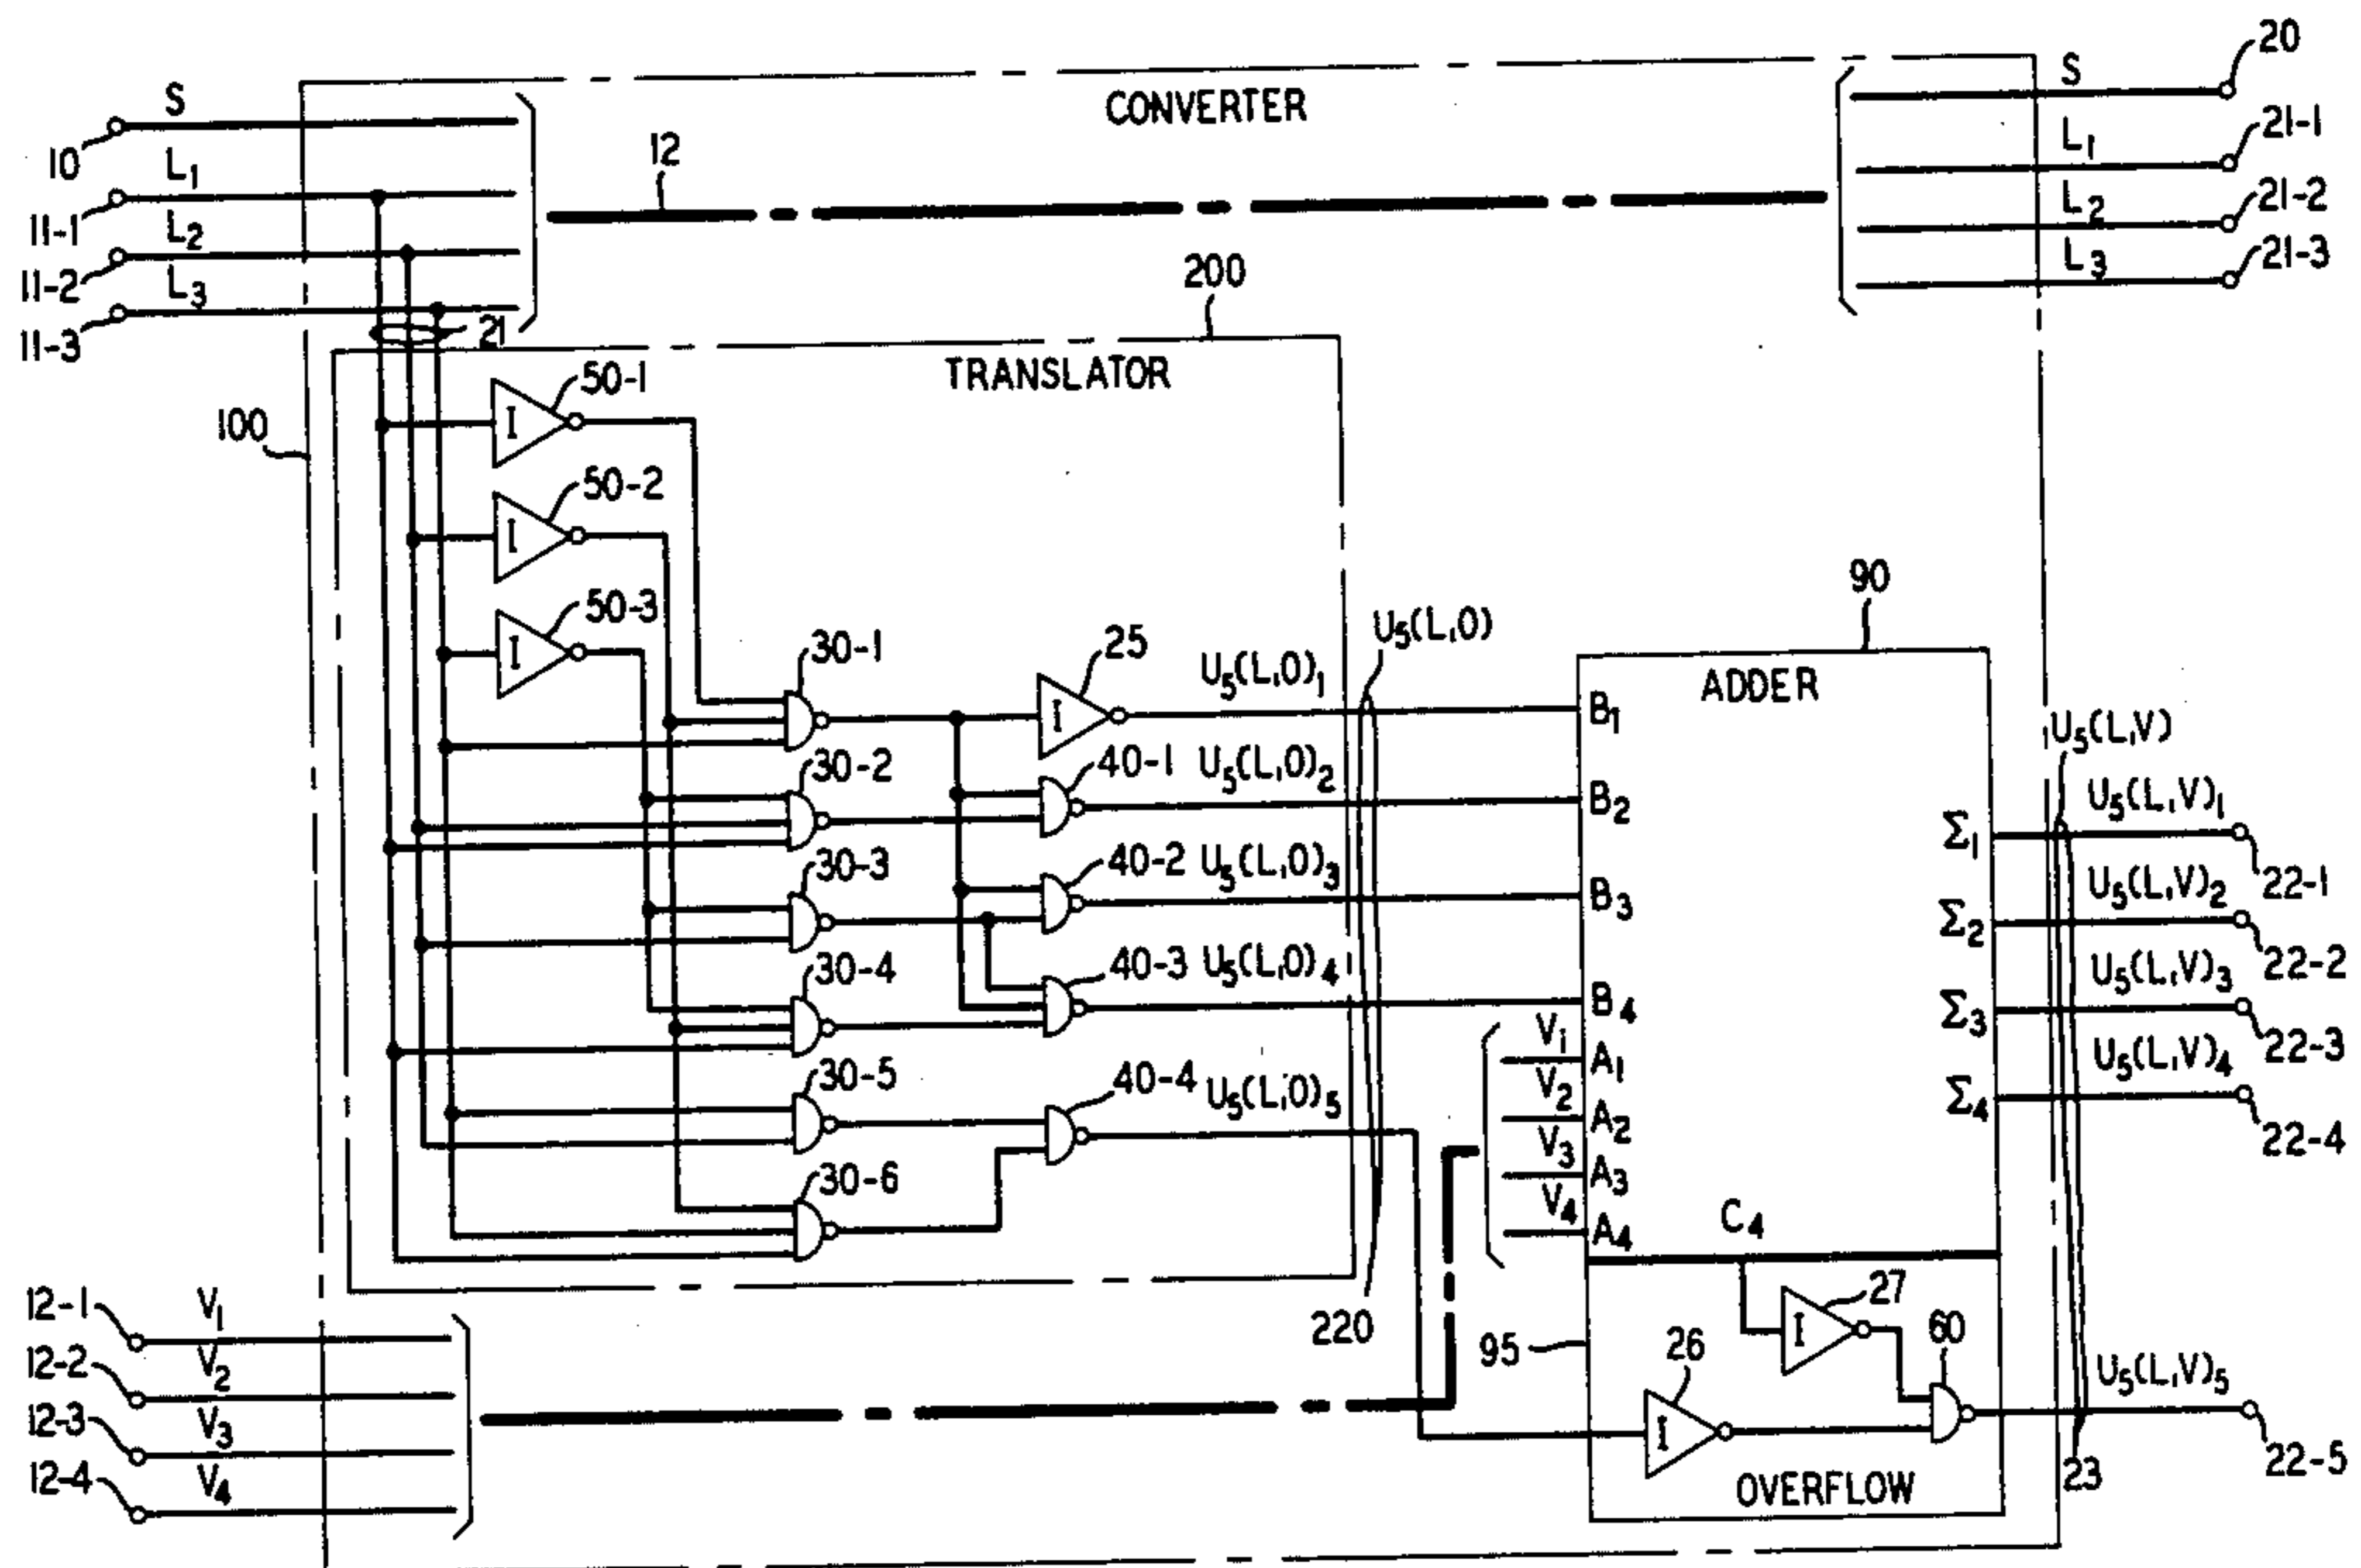 S
10
L1
11-1
L2
11-2
L3
11-3
21
12
CONVERTER
S
20
L1
21-1
L2
21-2
L3
21-3
200
TRANSLATOR
100
I
50-1
I
50-2
I
50-3
30-1
I
25
U5(L,0)1
U5(L,0)
30-2
40-1
U5(L,0)2
30-3
40-2
U5(L,0)3
30-4
40-3
U5(L,0)4
30-5
40-4
U5(L,0)5
30-6
220
90
ADDER
B1
B2
B3
B4
V1
A1
V2
A2
V3
A3
V4
A4
Σ1
Σ2
Σ3
Σ4
C4
U5(L,V)
U5(L,V)1
22-1
U5(L,V)2
22-2
U5(L,V)3
22-3
U5(L,V)4
22-4
95
I
26
I
27
60
OVERFLOW
U5(L,V)5
22-5
23
12-1
V1
12-2
V2
12-3
V3
12-4
V4